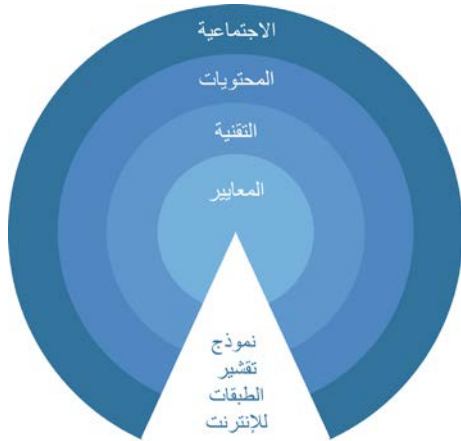 الاجتماعية
المحتويات
التقنية
المعايير
نموذج
تقشير
الطبقات
للإنترنت